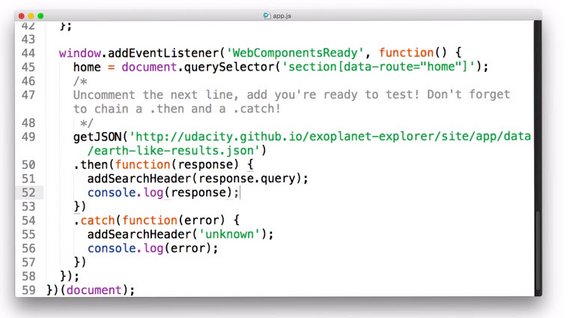 app.js
42 };
43
44 window.addEventListener('WebComponentsReady', function() {
45 home = document.querySelector('section[data-route="home"]');
46 /*
47 Uncomment the next line, add you're ready to test! Don't forget
to chain a .then and a .catch!
48 */
49 getJSON('http://udacity.github.io/exoplanet-explorer/site/app/data
/earth-like-results.json')
50 .then(function(response) {
51 addSearchHeader(response.query);
52 console.log(response);
53 })
54 .catch(function(error) {
55 addSearchHeader('unknown');
56 console.log(error);
57 })
58 });
59 })(document);